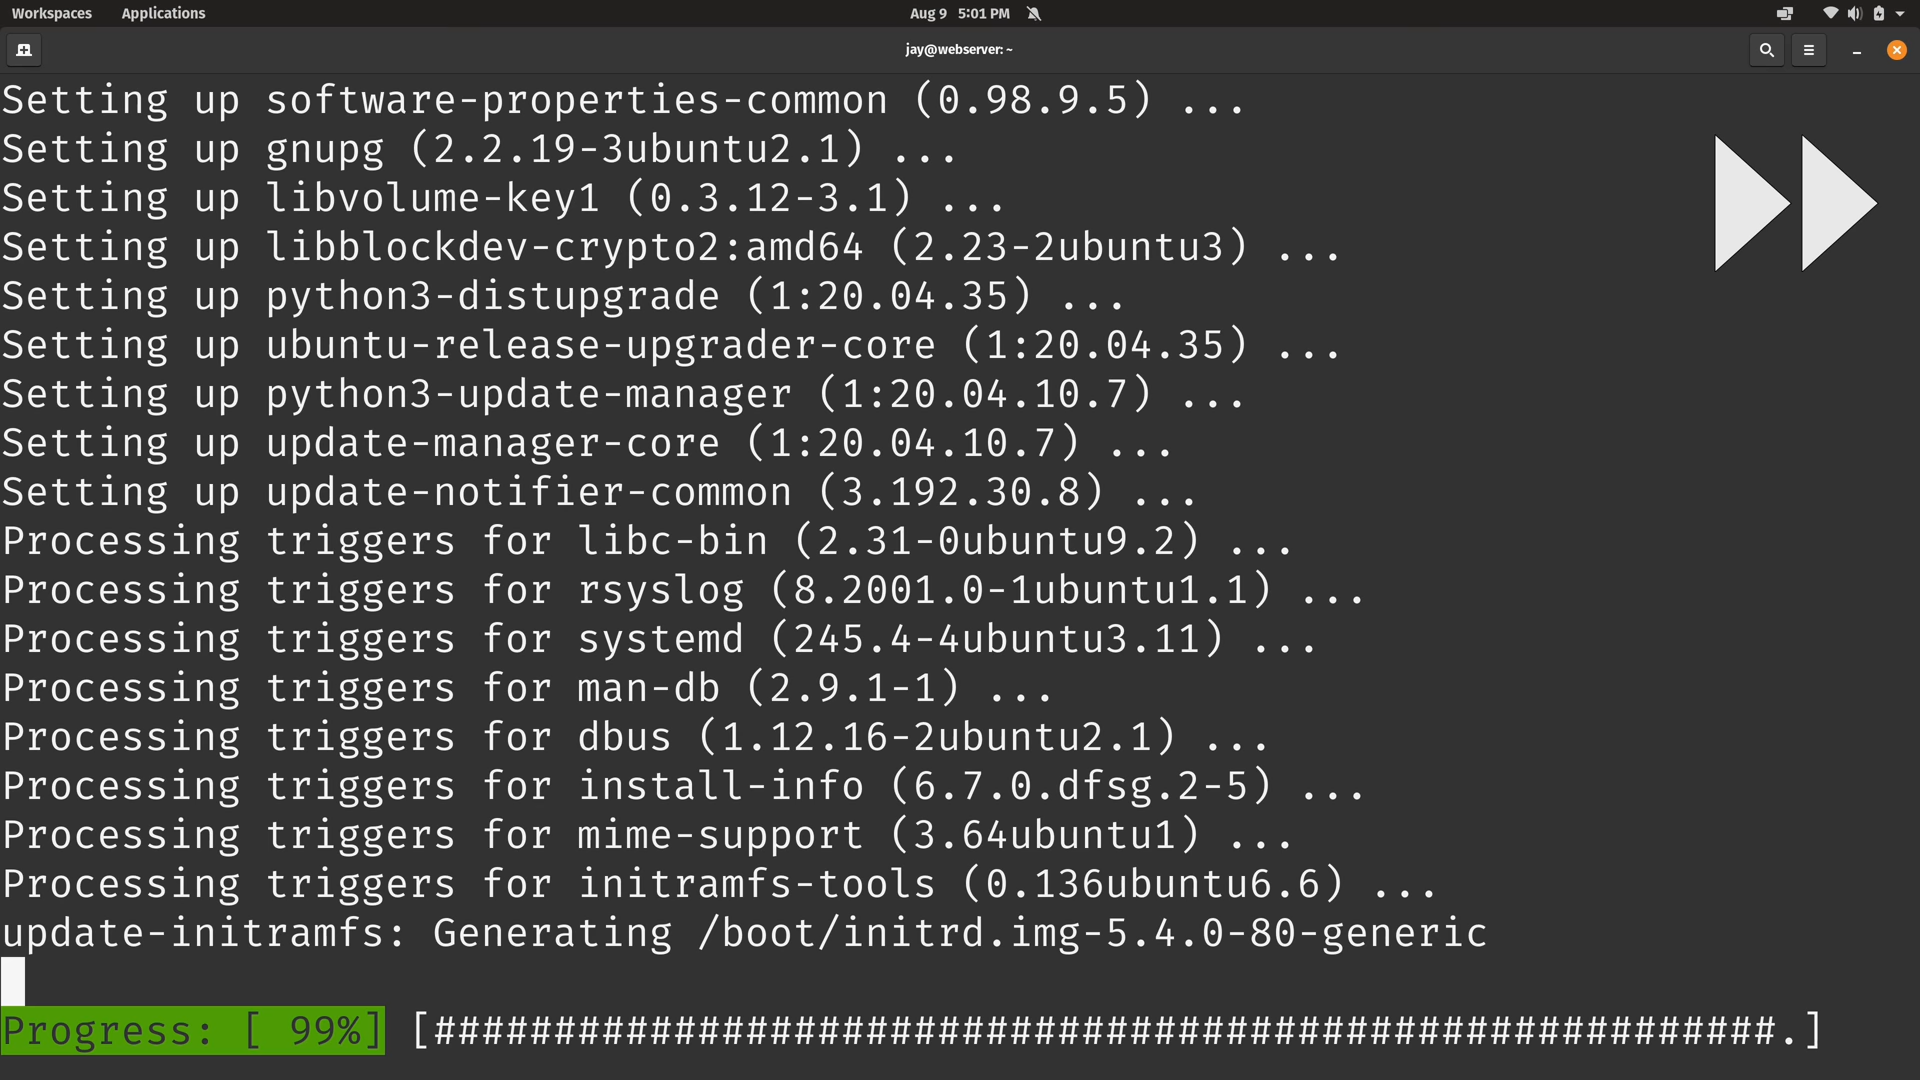 Workspaces Applications Aug 9 5:01 PM
jay@webserver: ~
Setting up software-properties-common (0.98.9.5) ...
Setting up gnupg (2.2.19-3ubuntu2.1) ...
Setting up libvolume-key1 (0.3.12-3.1) ...
Setting up libblockdev-crypto2:amd64 (2.23-2ubuntu3) ...
Setting up python3-distupgrade (1:20.04.35) ...
Setting up ubuntu-release-upgrader-core (1:20.04.35) ...
Setting up python3-update-manager (1:20.04.10.7) ...
Setting up update-manager-core (1:20.04.10.7) ...
Setting up update-notifier-common (3.192.30.8) ...
Processing triggers for libc-bin (2.31-0ubuntu9.2) ...
Processing triggers for rsyslog (8.2001.0-1ubuntu1.1) ...
Processing triggers for systemd (245.4-4ubuntu3.11) ...
Processing triggers for man-db (2.9.1-1) ...
Processing triggers for dbus (1.12.16-2ubuntu2.1) ...
Processing triggers for install-info (6.7.0.dfsg.2-5) ...
Processing triggers for mime-support (3.64ubuntu1) ...
Processing triggers for initramfs-tools (0.136ubuntu6.6) ...
update-initramfs: Generating /boot/initrd.img-5.4.0-80-generic
Progress: [ 99%] [########################################################.]